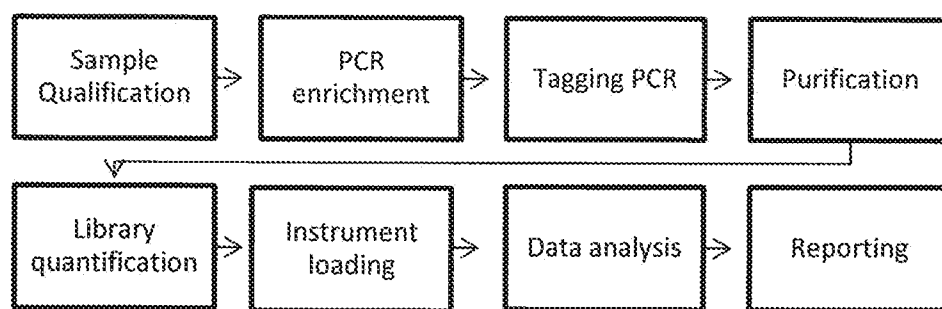 Sample
Qualification
PCR
enrichment
Tagging PCR
Purification
Library
quantification
Instrument
loading
Data analysis
Reporting